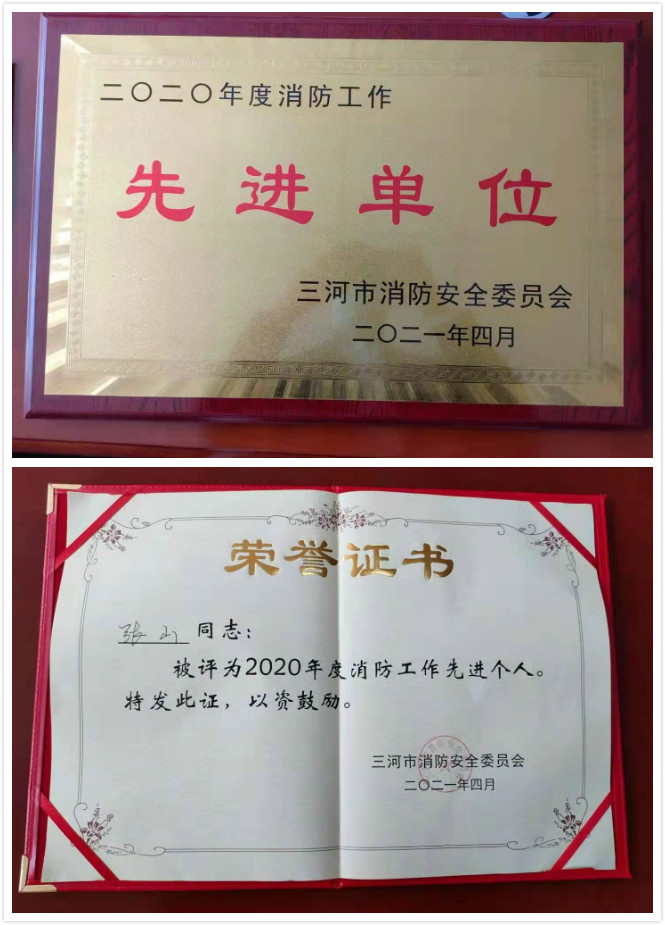 二〇二〇年度消防工作
先进单位
三河市消防安全委员会
二〇二一年四月
荣誉证书
张山 同志：
被评为2020年度消防工作先进个人。
特发此证，以资鼓励。
三河市消防安全委员会
二〇二一年四月